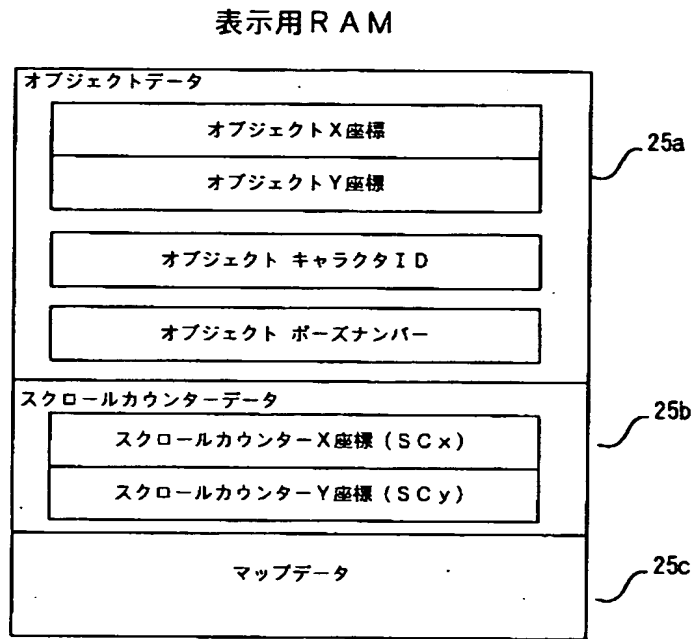 表示用RAM
オブジェクトデータ
オブジェクトX座標
25a
オブジェクトY座標
オブジェクト キャラクタID
オブジェクト ポーズナンバー
スクロールカウンターデータ
25b
スクロールカウンターX座標(SCx)
スクロールカウンターY座標(SCy)
マップデータ
25c